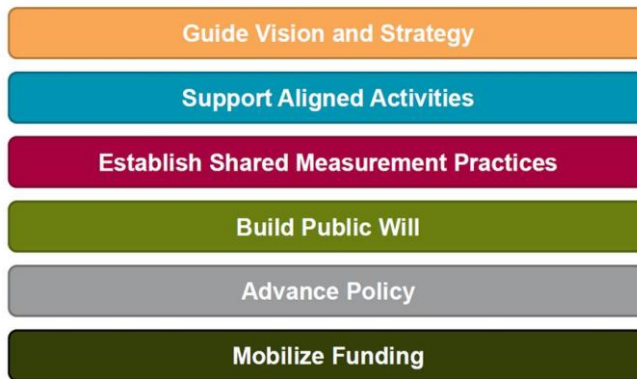 Guide Vision and Strategy
Support Aligned Activities
Establish Shared Measurement Practices
Build Public Will
Advance Policy
Mobilize Funding